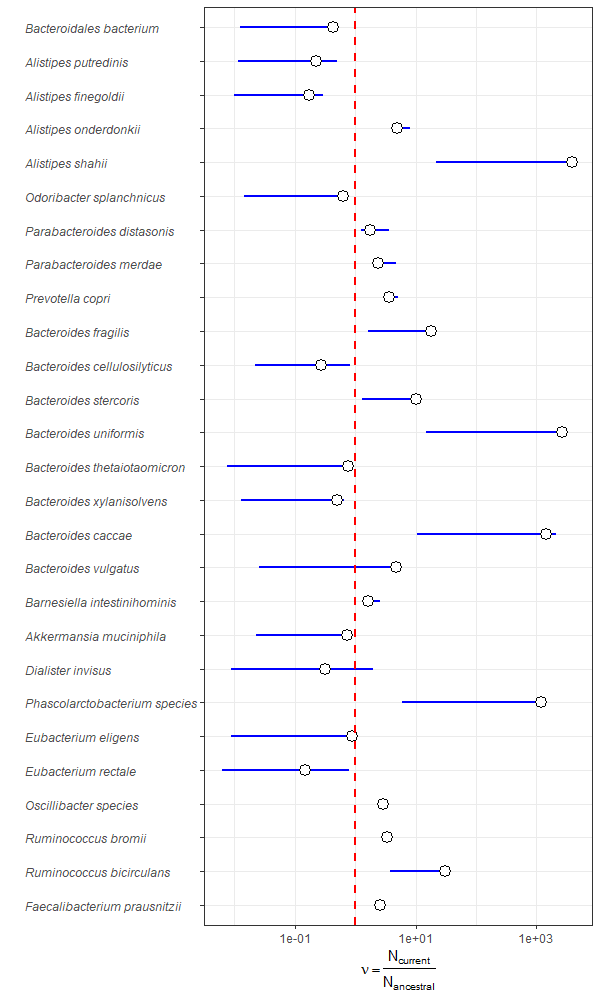 Bacteroidales bacterium
Alistipes putredinis
Alistipes finegoldii
Alistipes onderdonkii
Alistipes shahii
Odoribacter splanchnicus
Parabacteroides distasonis
Parabacteroides merdae
Prevotella copri
Bacteroides fragilis
Bacteroides cellulosilyticus
Bacteroides stercoris
Bacteroides uniformis
Bacteroides thetaiotaomicron
Bacteroides xylanisolvens
Bacteroides caccae
Bacteroides vulgatus
Barnesiella intestinihominis
Akkermansia muciniphila
Dialister invisus
Phascolarctobacterium species
Eubacterium eligens
Eubacterium rectale
Oscillibacter species
Ruminococcus bromii
Ruminococcus bicirculans
Faecalibacterium prausnitzii
1e-01 1e+01 1e+03
ν = Ncurrent
Nancestral